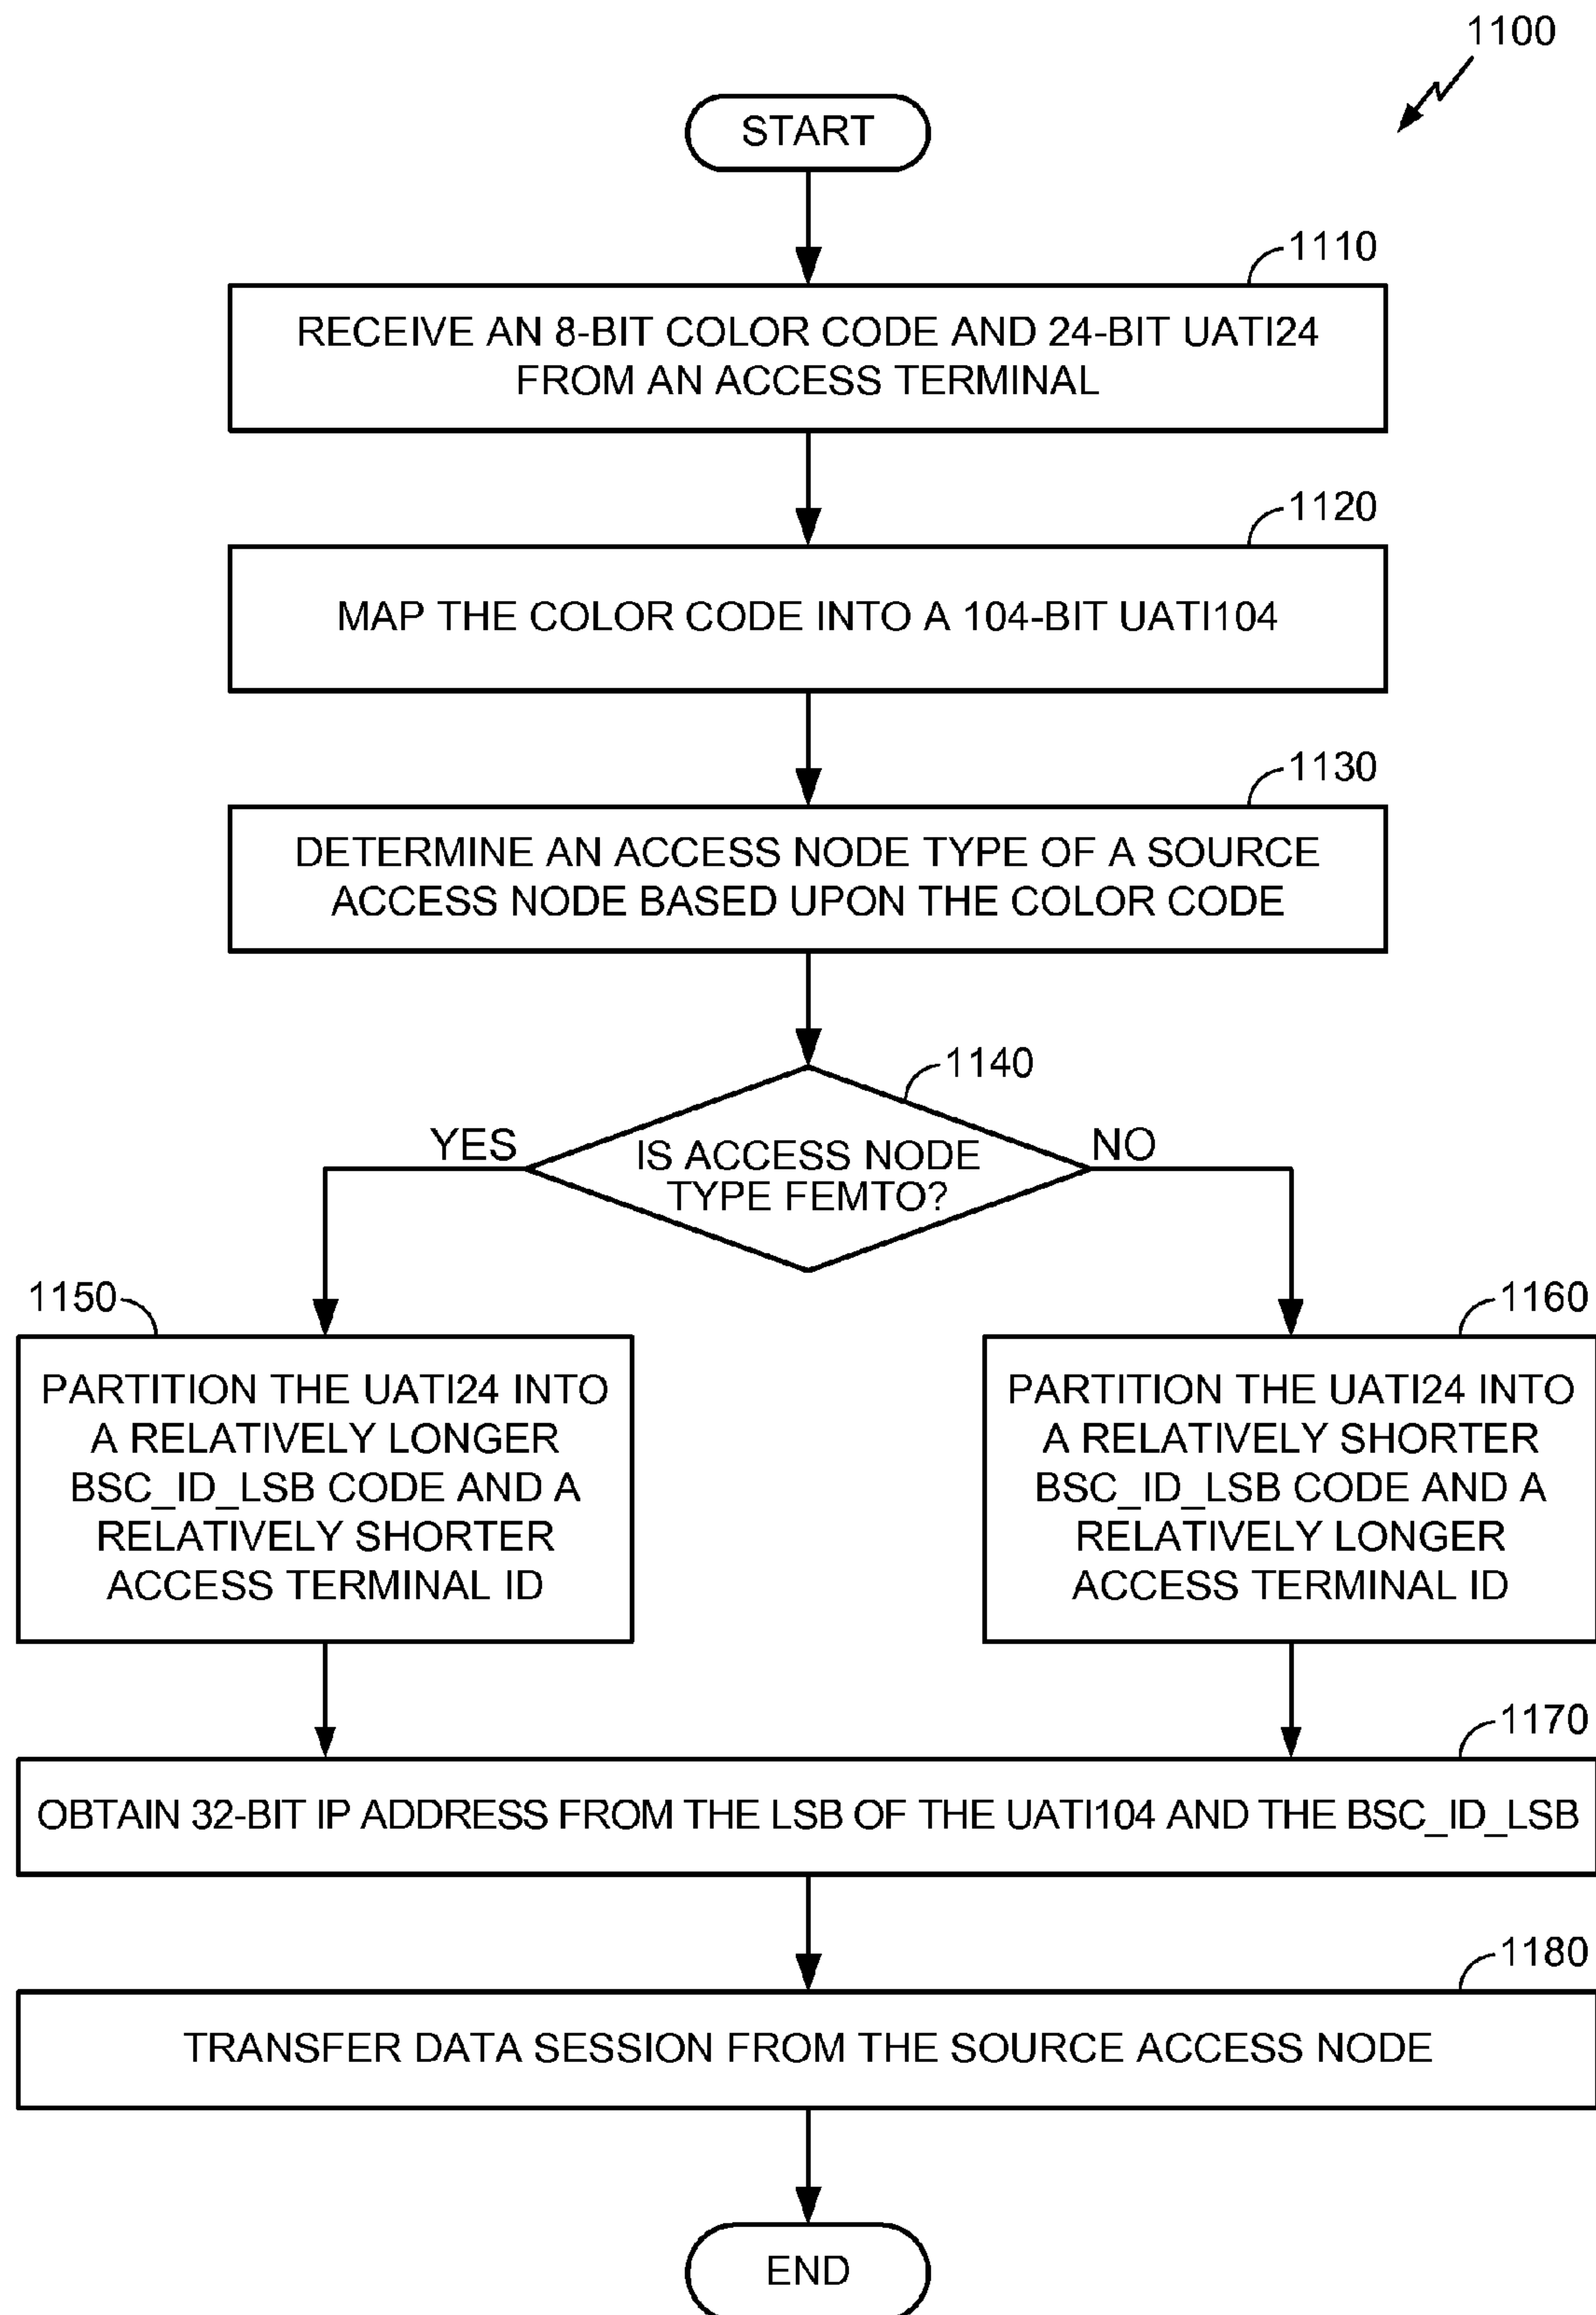 1100
START
1110
RECEIVE AN 8-BIT COLOR CODE AND 24-BIT UATI24
FROM AN ACCESS TERMINAL
1120
MAP THE COLOR CODE INTO A 104-BIT UATI104
1130
DETERMINE AN ACCESS NODE TYPE OF A SOURCE
ACCESS NODE BASED UPON THE COLOR CODE
1140
YES
IS ACCESS NODE
TYPE FEMTO?
NO
1150
PARTITION THE UATI24 INTO
A RELATIVELY LONGER
BSC_ID_LSB CODE AND A
RELATIVELY SHORTER
ACCESS TERMINAL ID
1160
PARTITION THE UATI24 INTO
A RELATIVELY SHORTER
BSC_ID_LSB CODE AND A
RELATIVELY LONGER
ACCESS TERMINAL ID
1170
OBTAIN 32-BIT IP ADDRESS FROM THE LSB OF THE UATI104 AND THE BSC_ID_LSB
1180
TRANSFER DATA SESSION FROM THE SOURCE ACCESS NODE
END